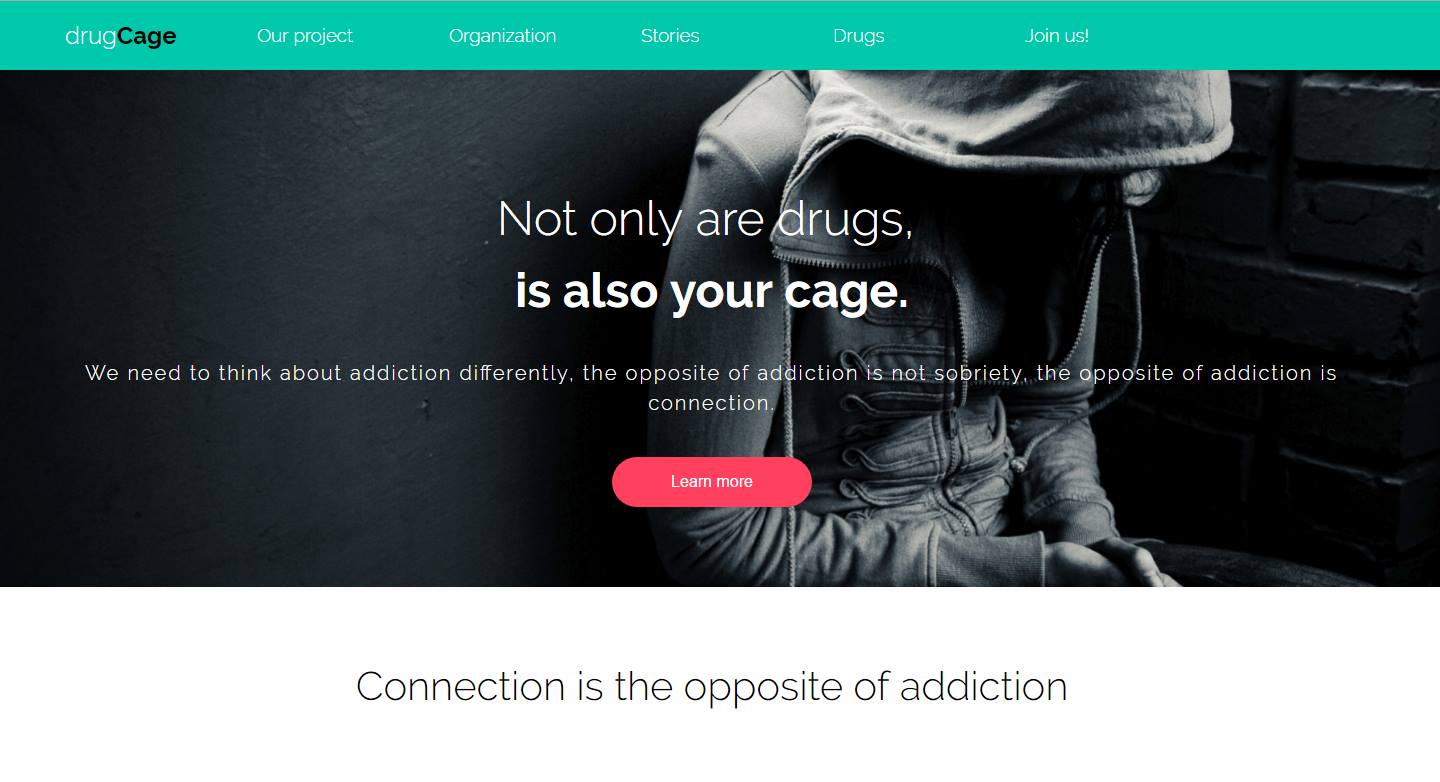 drugCage
Our project
Organization
Stories
Drugs
Join us!
Not only are drugs,
is also your cage.
We need to think about addiction differently, the opposite of addiction is not sobriety, the opposite of addiction is
connection.
Learn more
Connection is the opposite of addiction